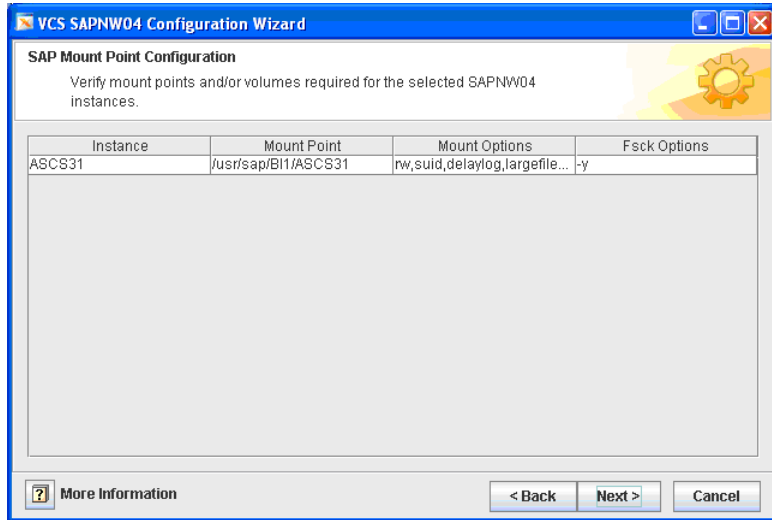 VCS SAPNW04 Configuration Wizard
SAP Mount Point Configuration
Verify mount points and/or volumes required for the selected SAPNW04
instances.
Instance Mount Point Mount Options Fsck Options
ASCS31 /usr/sap/BI1/ASCS31 rw,suid,delaylog,largefile... -y
? More Information < Back Next > Cancel